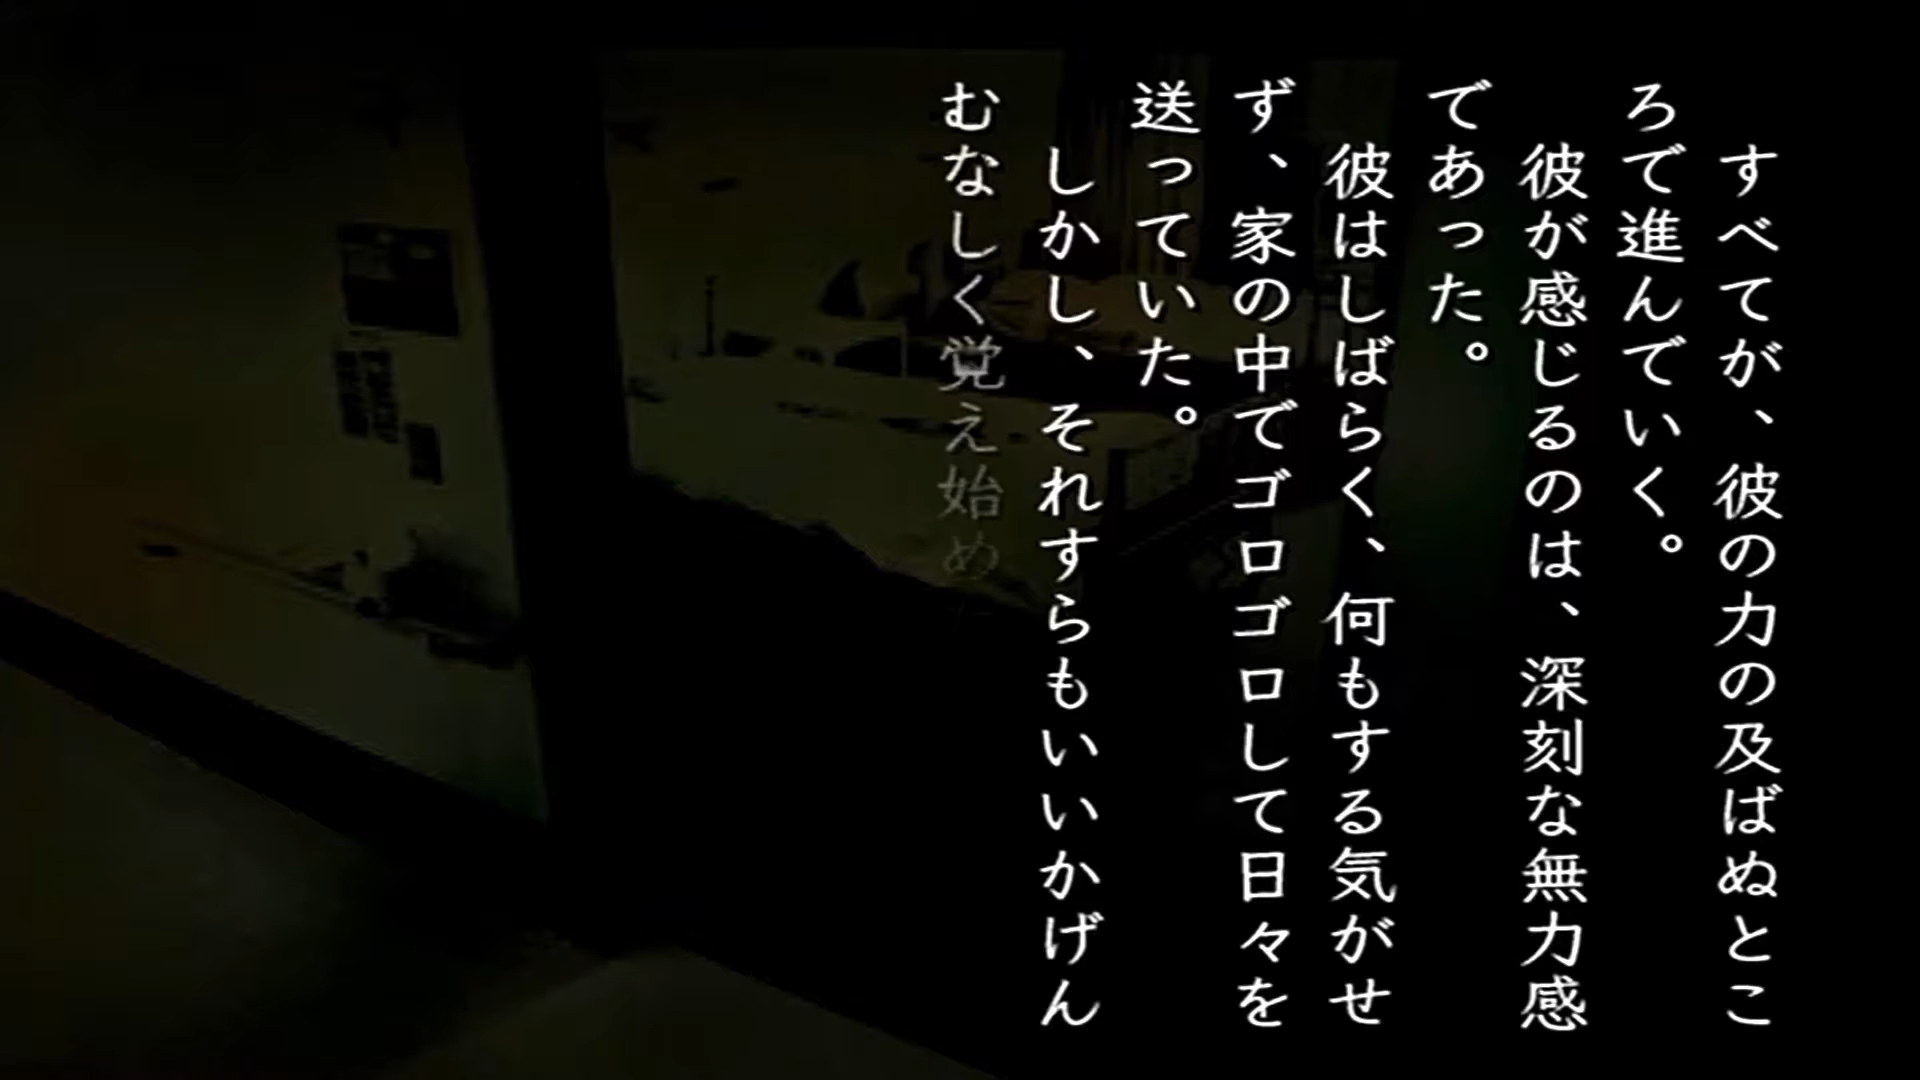 すべてが、彼の力の及ばぬとこ
ろで進んでいく。
彼が感じるのは、深刻な無力感
であった。
彼はしばらく、何もする気がせ
ず、家の中でゴロゴロして日々を
送っていた。
しかし、それすらもいいかげん
むなしく覚え始め